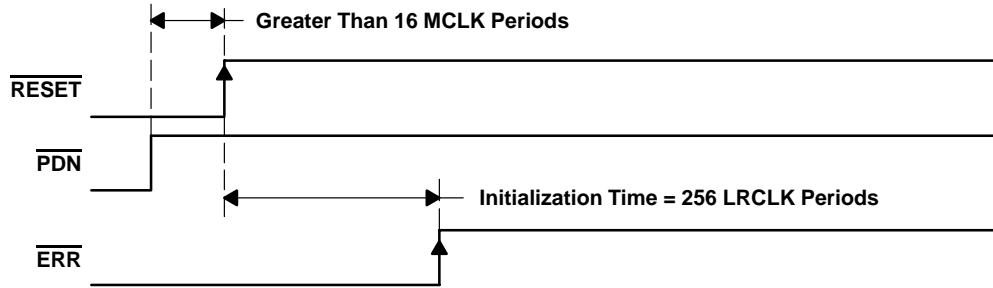 Greater Than 16 MCLK Periods
RESET
PDN
Initialization Time = 256 LRCLK Periods
ERR